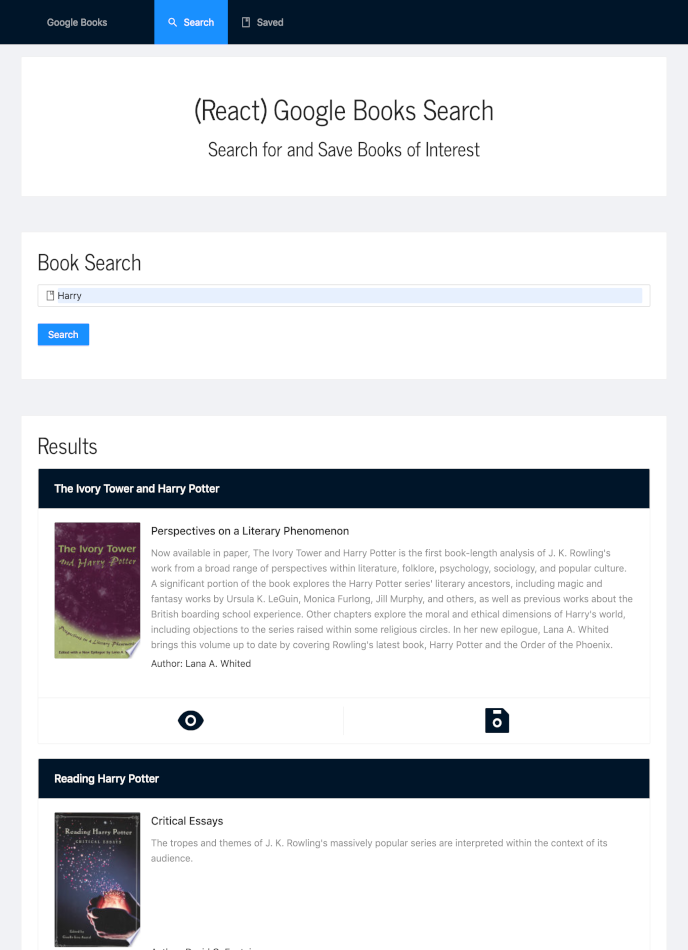 Google Books
Search
Saved
(React) Google Books Search
Search for and Save Books of Interest
Book Search
Harry
Search
Results
The Ivory Tower and Harry Potter
The Ivory Tower
and Harry Potter
Perspectives on a Literary Phenomenon
Edited with a New Epilogue by Lana A.
Perspectives on a Literary Phenomenon
Now available in paper, The Ivory Tower and Harry Potter is the first book-length analysis of J. K. Rowling's
work from a broad range of perspectives within literature, folklore, psychology, sociology, and popular culture.
A significant portion of the book explores the Harry Potter series' literary ancestors, including magic and
fantasy works by Ursula K. LeGuin, Monica Furlong, Jill Murphy, and others, as well as previous works about the
British boarding school experience. Other chapters explore the moral and ethical dimensions of Harry's world,
including objections to the series raised within some religious circles. In her new epilogue, Lana A. Whited
brings this volume up to date by covering Rowling's latest book, Harry Potter and the Order of the Phoenix.
Author: Lana A. Whited
Reading Harry Potter
Reading Harry Potter
CRITICAL ESSAYS
Edited by
Critical Essays
The tropes and themes of J. K. Rowling's massively popular series are interpreted within the context of its
audience.